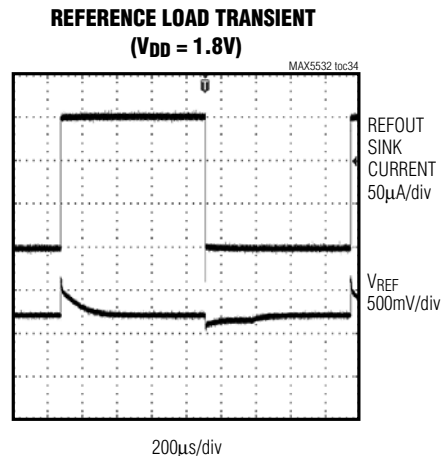 REFERENCE LOAD TRANSIENT
(VDD = 1.8V)
MAX5532 toc34
T
REFOUT
SINK
CURRENT
50µA/div
VREF
500mV/div
200µs/div